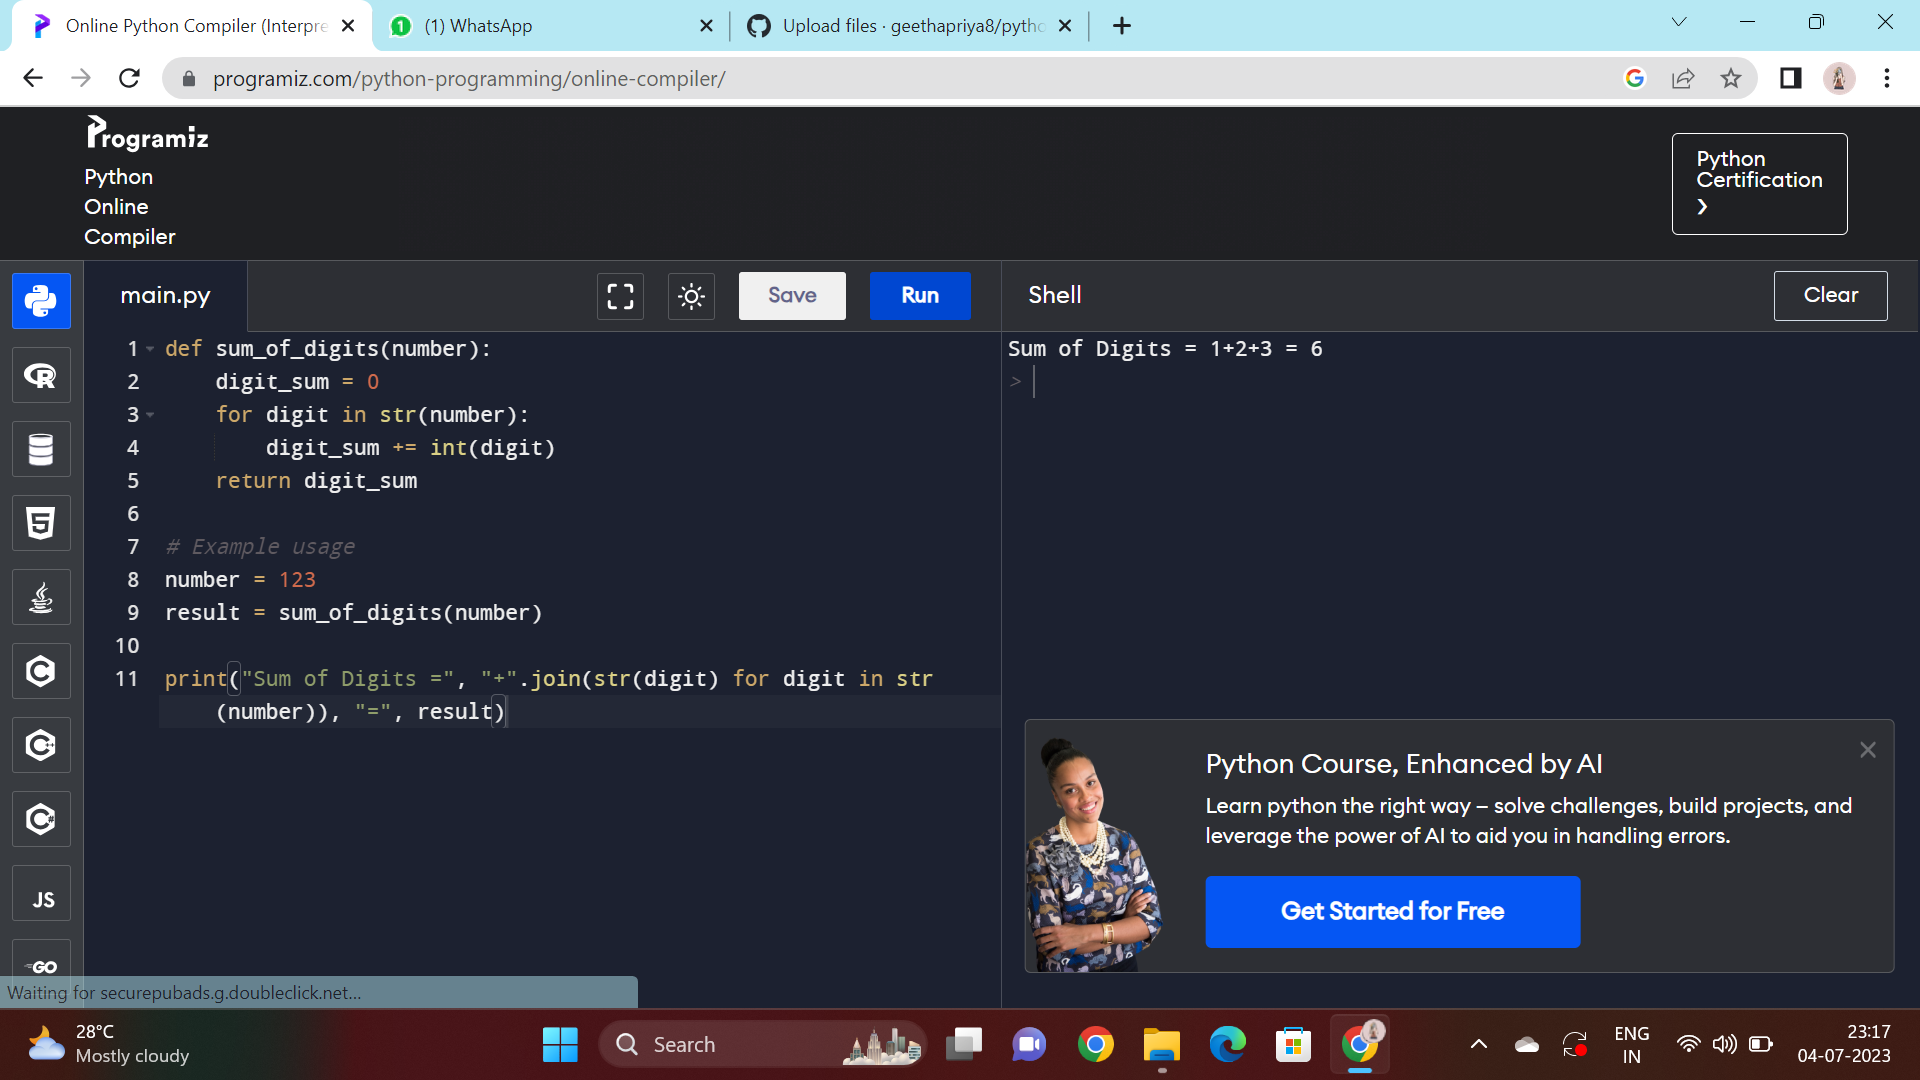 Online Python Compiler (Interpre
(1) WhatsApp
Upload files · geethapriya8/pytho
programiz.com/python-programming/online-compiler/
Programiz
Python
Online
Compiler
Python
Certification
main.py
Save
Run
Shell
Clear
1 def sum_of_digits(number):
2 digit_sum = 0
3 for digit in str(number):
4 digit_sum += int(digit)
5 return digit_sum
6
7 # Example usage
8 number = 123
9 result = sum_of_digits(number)
10
11 print("Sum of Digits =", "+".join(str(digit) for digit in str
(number)), "=", result)
Sum of Digits = 1+2+3 = 6
>
JS
GO
Python Course, Enhanced by AI
Learn python the right way – solve challenges, build projects, and
leverage the power of AI to aid you in handling errors.
Get Started for Free
Waiting for securepubads.g.doubleclick.net...
28°C
Mostly cloudy
Search
ENG
IN
23:17
04-07-2023